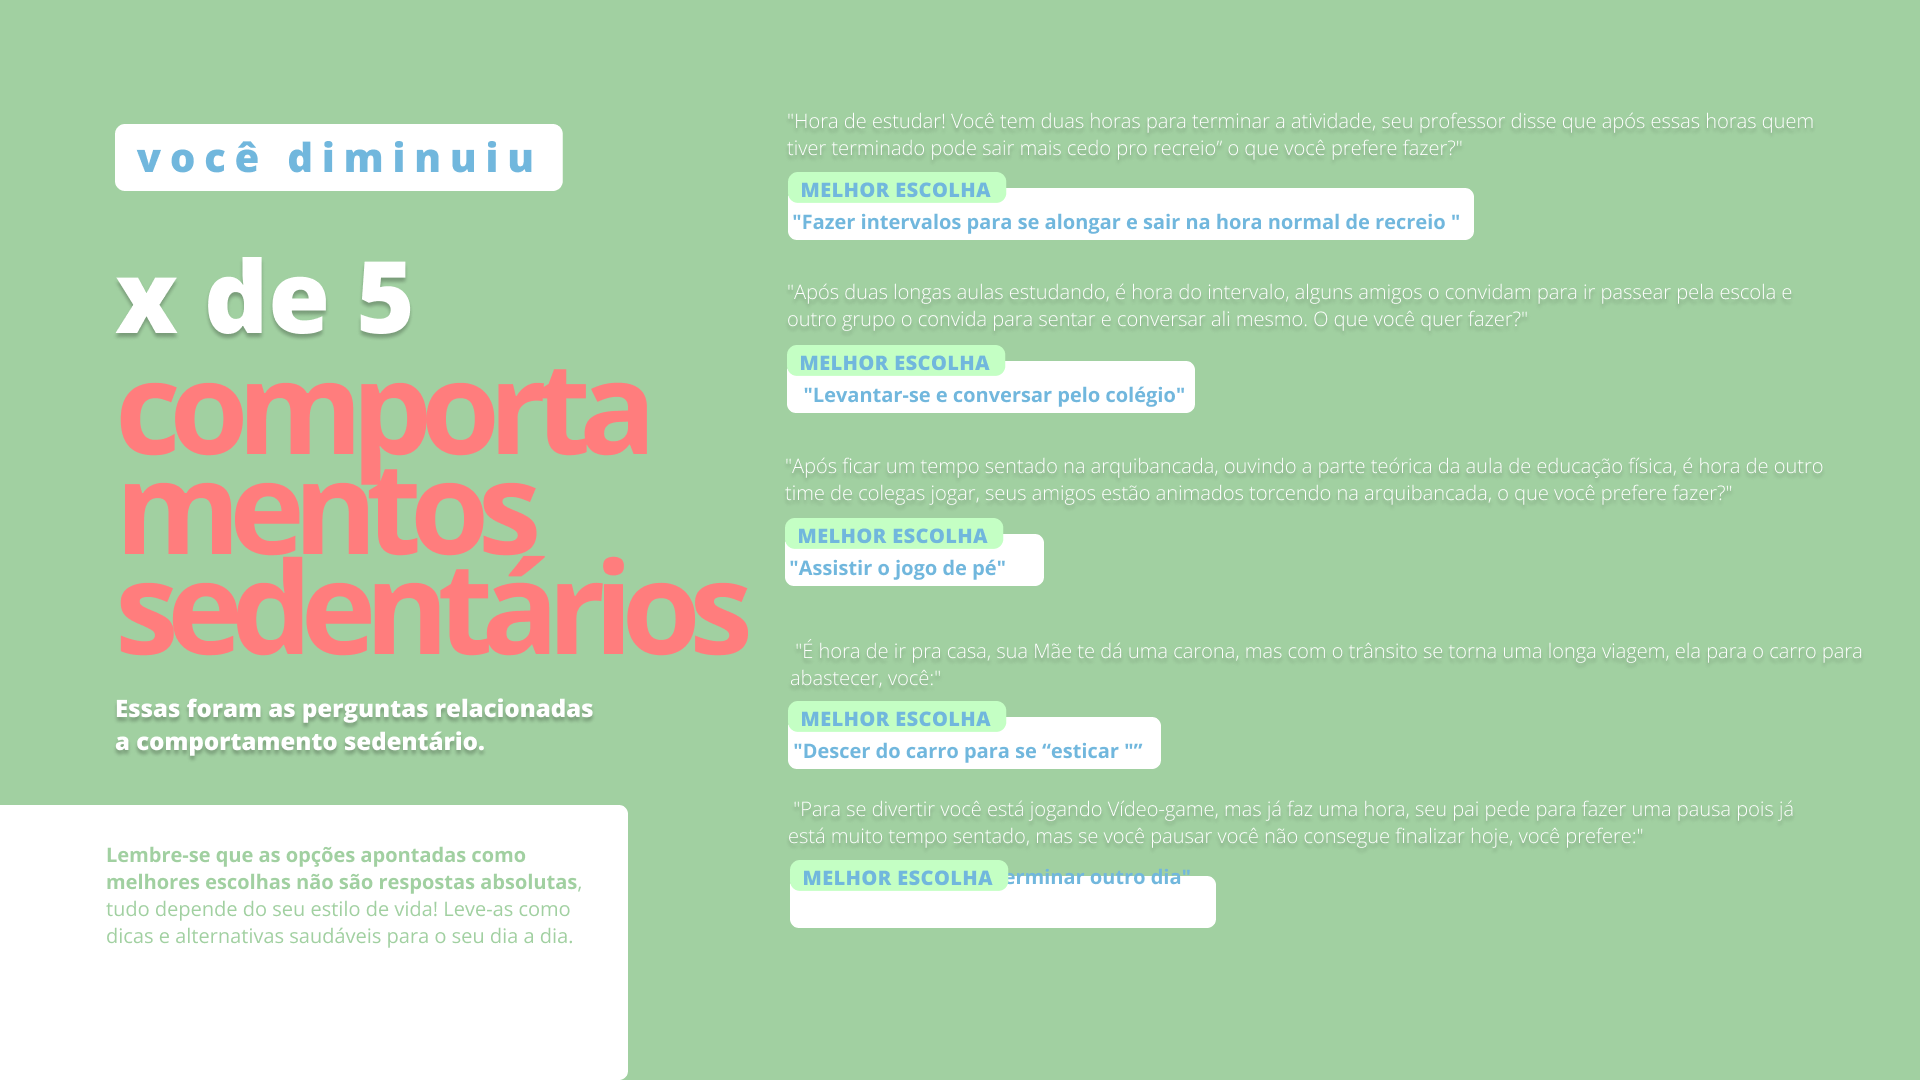 você diminuiu
x de 5
comporta
mentos
sedentários
Essas foram as perguntas relacionadas
a comportamento sedentário.
Lembre-se que as opções apontadas como
melhores escolhas não são respostas absolutas,
tudo depende do seu estilo de vida! Leve-as como
dicas e alternativas saudáveis para o seu dia a dia.
"Hora de estudar! Você tem duas horas para terminar a atividade, seu professor disse que após essas horas quem
tiver terminado pode sair mais cedo pro recreio” o que você prefere fazer?"
MELHOR ESCOLHA
"Fazer intervalos para se alongar e sair na hora normal de recreio "
"Após duas longas aulas estudando, é hora do intervalo, alguns amigos o convidam para ir passear pela escola e
outro grupo o convida para sentar e conversar ali mesmo. O que você quer fazer?"
MELHOR ESCOLHA
"Levantar-se e conversar pelo colégio"
"Após ficar um tempo sentado na arquibancada, ouvindo a parte teórica da aula de educação física, é hora de outro
time de colegas jogar, seus amigos estão animados torcendo na arquibancada, o que você prefere fazer?"
MELHOR ESCOLHA
"Assistir o jogo de pé"
"É hora de ir pra casa, sua Mãe te dá uma carona, mas com o trânsito se torna uma longa viagem, ela para o carro para
abastecer, você:"
MELHOR ESCOLHA
"Descer do carro para se “esticar "”
"Para se divertir você está jogando Vídeo-game, mas já faz uma hora, seu pai pede para fazer uma pausa pois já
está muito tempo sentado, mas se você pausar você não consegue finalizar hoje, você prefere:"
MELHOR ESCOLHA
outro dia"